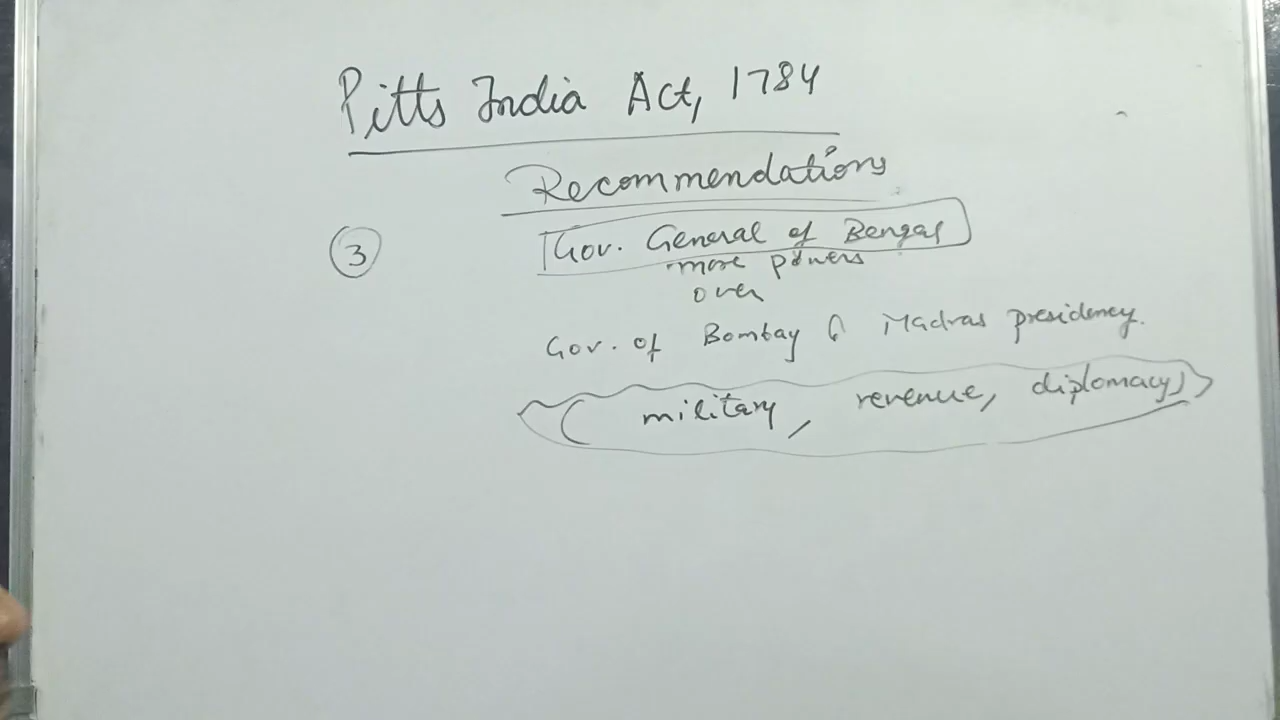 Pitts India Act, 1784
Recommendations
3 Gov. General of Bengal
more powers
over
Gov. of Bombay & Madras presidency.
( military, revenue, diplomacy)